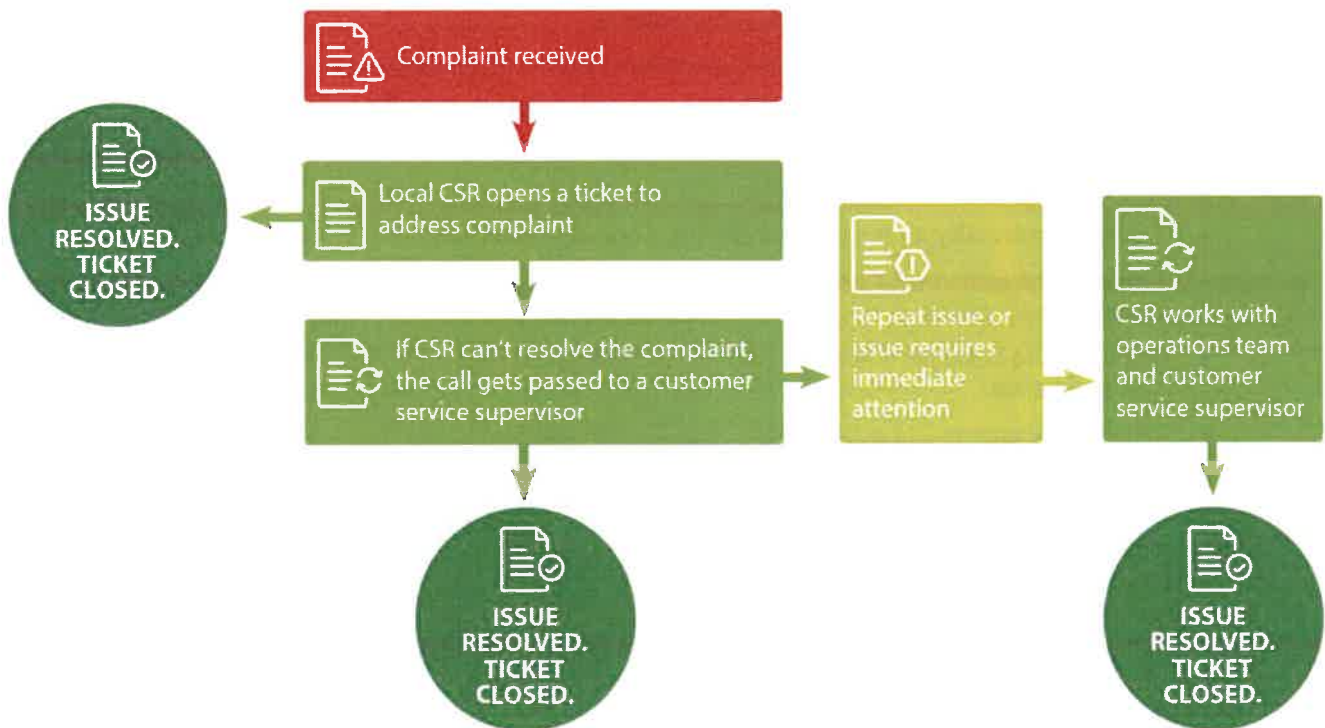 Complaint received
Local CSR opens a ticket to
address complaint
ISSUE
RESOLVED.
TICKET
CLOSED.
If CSR can't resolve the complaint,
the call gets passed to a customer
service supervisor
Repeat issue or
issue requires
immediate
attention
CSR works with
operations team
and customer
service supervisor
ISSUE
RESOLVED.
TICKET
CLOSED.
ISSUE
RESOLVED.
TICKET
CLOSED.